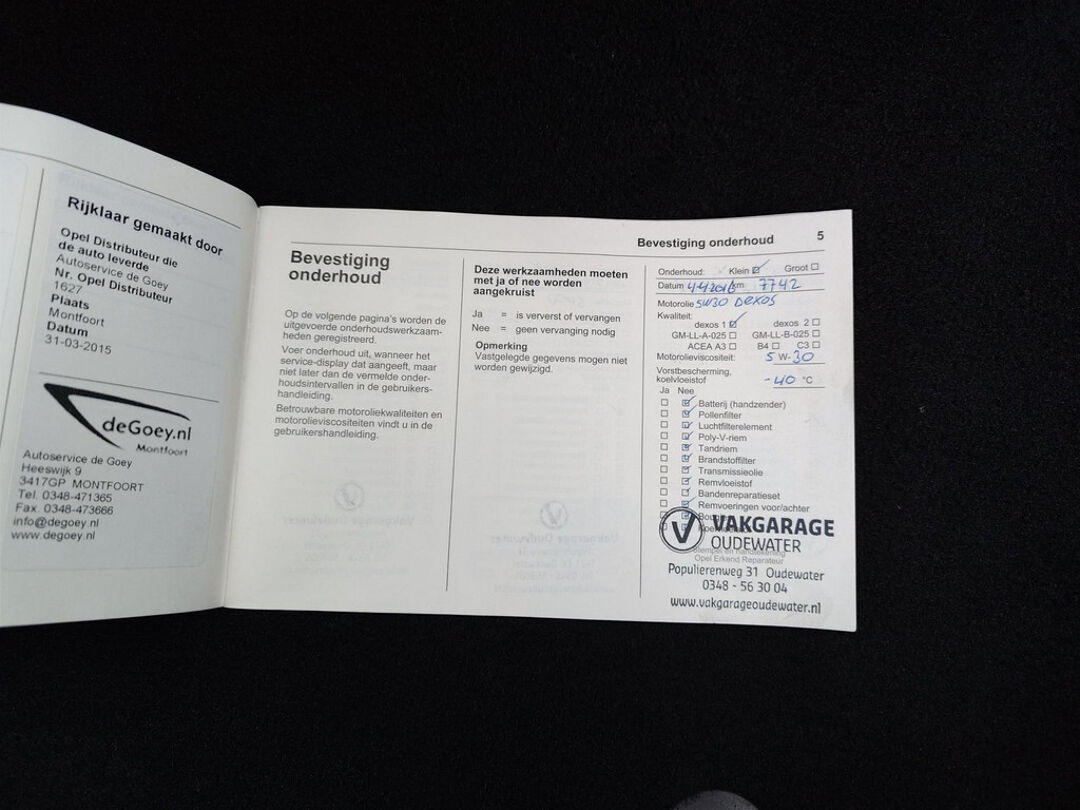 Rijklaar gemaakt door
Opel Distributeur die
de auto leverde
Autoservice de Goey
Nr. Opel Distributeur
1627
Plaats
Montfoort
Datum
31-03-2015
deGoey.nl
Montfoort
Autoservice de Goey
Heeswijk 9
3417GP MONTFOORT
Tel. 0348-471365
Fax. 0348-473666
info@degoey.nl
www.degoey.nl
Bevestiging onderhoud 5
Bevestiging
onderhoud
Op de volgende pagina's worden de
uitgevoerde onderhoudswerkzaam-
heden geregistreerd.
Voer onderhoud uit, wanneer het
service-display dat aangeeft, maar
niet later dan de vermelde onder-
houdsintervallen in de gebruikers-
handleiding.
Betrouwbare motoroliekwaliteiten en
motorolieviscositeiten vindt u in de
gebruikershandleiding.
Deze werkzaamheden moeten
met ja of nee worden
aangekruist
Ja = is ververst of vervangen
Nee = geen vervanging nodig
Opmerking
Vastgelegde gegevens mogen niet
worden gewijzigd.
Onderhoud: Klein Groot
Datum km 7742
Motorolie 5W30 Dexos
Kwaliteit:
dexos 1 dexos 2
GM-LL-A-025 GM-LL-B-025
ACEA A3 B4 C3
Motorolieviscositeit: 5 W-30
Vorstbescherming,
koelvloeistof -40 °C
Ja Nee
Batterij (handzender)
Pollenfilter
Luchtfilterelement
Poly-V-riem
Tandriem
Brandstoffilter
Transmissieolie
Remvloeistof
Bandenreparatieset
Remvoeringen voor/achter
V VAKGARAGE
OUDEWATER
Stempel en handtekening
Opel Erkend Reparateur
Populierenweg 31 Oudewater
0348 - 56 30 04
www.vakgarageoudewater.nl